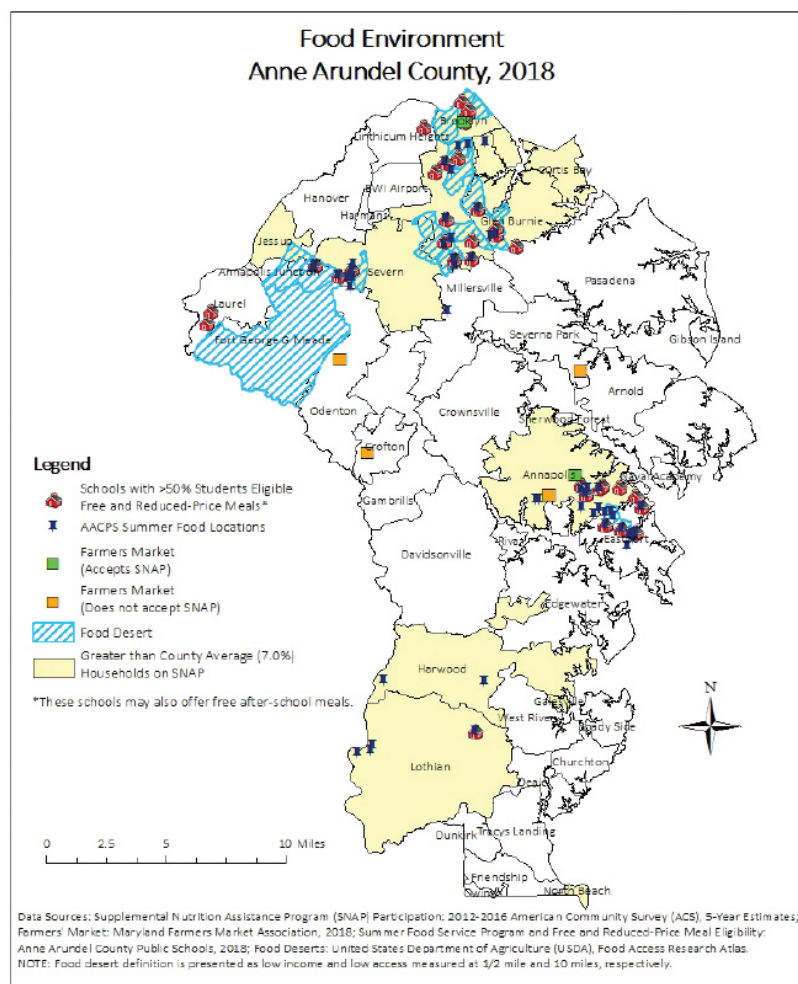 Food Environment
Anne Arundel County, 2018
Brooklyn
Linthicum Heights
Curtis Bay
BWI Airport
Hanover
Harmans
Glen Burnie
Jessup
Annapolis Junction
Severn
Pasadena
Millersville
Laurel
Fort George G Meade
Severna Park
Gibson Island
Arnold
Odenton
Crownsville
Sherwood Forest
Crofton
Annapolis
Naval Academy
Gambrills
Eastport
Davidsonville
Riva
Edgewater
Harwood
Galesville
West River
Shady Side
Lothian
Churchton
Deale
Dunkirk
Tracys Landing
Friendship
Owings
North Beach
Legend
Schools with >50% Students Eligible
Free and Reduced-Price Meals*
AACPS Summer Food Locations
Farmers Market
(Accepts SNAP)
Farmers Market
(Does not accept SNAP)
Food Desert
Greater than County Average (7.0%)
Households on SNAP
*These schools may also offer free after-school meals.
N
0 2.5 5 10 Miles
Data Sources: Supplemental Nutrition Assistance Program (SNAP) Participation: 2012-2016 American Community Survey (ACS), 5-Year Estimates;
Farmers' Market: Maryland Farmers Market Association, 2018; Summer Food Service Program and Free and Reduced-Price Meal Eligibility:
Anne Arundel County Public Schools, 2018; Food Deserts: United States Department of Agriculture (USDA), Food Access Research Atlas.
NOTE: Food desert definition is presented as low income and low access measured at 1/2 mile and 10 miles, respectively.